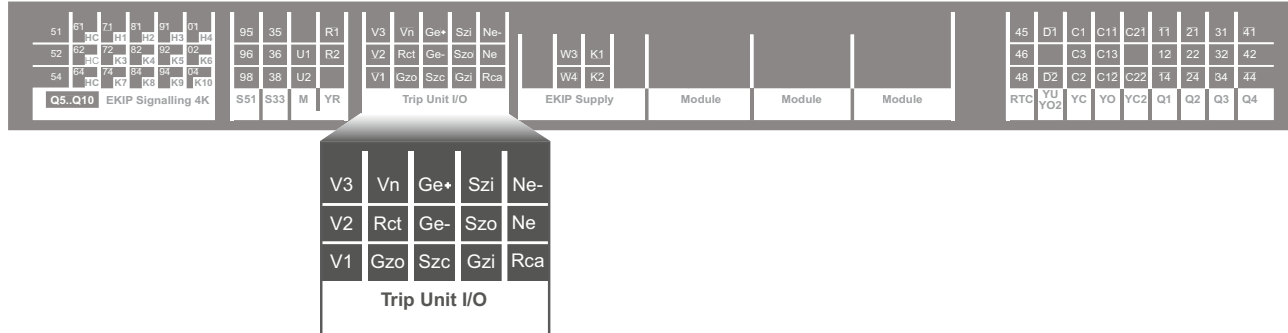 51 61 HC 71 H1 81 H2 91 H3 01 H4 95 35 R1 V3 Vn Ge+ Szi Ne- 45 D1 C1 C11 C21 11 21 31 41
52 62 HC 72 K3 82 K4 92 K5 02 K6 96 36 U1 R2 V2 Rct Ge- Szo Ne W3 K1 46 C3 C13 12 22 32 42
54 64 HC 74 K7 84 K8 94 K9 04 K10 98 38 U2 V1 Gzo Szc Gzi Rca W4 K2 48 D2 C2 C12 C22 14 24 34 44
Q5..Q10 EKIP Signalling 4K S51 S33 M YR Trip Unit I/O EKIP Supply Module Module Module RTC YU YO2 YC YO YC2 Q1 Q2 Q3 Q4
V3 Vn Ge+ Szi Ne-
V2 Rct Ge- Szo Ne
V1 Gzo Szc Gzi Rca
Trip Unit I/O